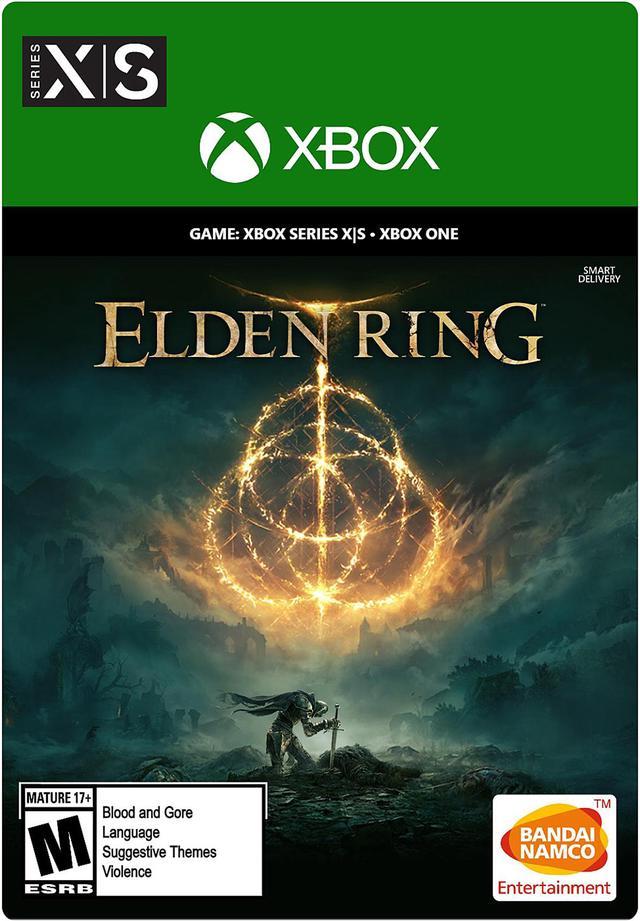 SERIES X|S
XBOX
GAME: XBOX SERIES X|S • XBOX ONE
SMART
DELIVERY
ELDEN RING™
MATURE 17+
M
ESRB
Blood and Gore
Language
Suggestive Themes
Violence
TM
BANDAI
NAMCO
Entertainment